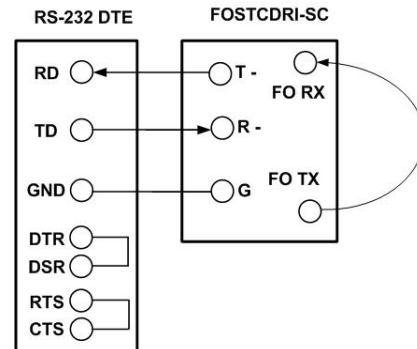 RS-232 DTE
FOSTCDRI-SC
RD
T -
FO RX
TD
R -
GND
G
FO TX
DTR
DSR
RTS
CTS